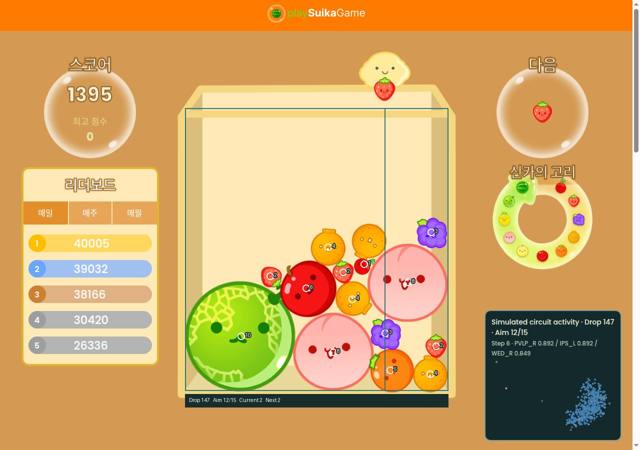 playSuikaGame
스코어
1395
최고 점수
0
다음
리더보드
매일
매주
매월
1 40005
2 39032
3 38166
4 30420
5 26336
신카의 고리
Simulated circuit activity · Drop 147
· Aim 12/15
Step 6 · PVLP_R 0.892 / IPS_L 0.892 /
WED_R 0.849
Drop 147 Aim 12/15 Current 2 Next 2